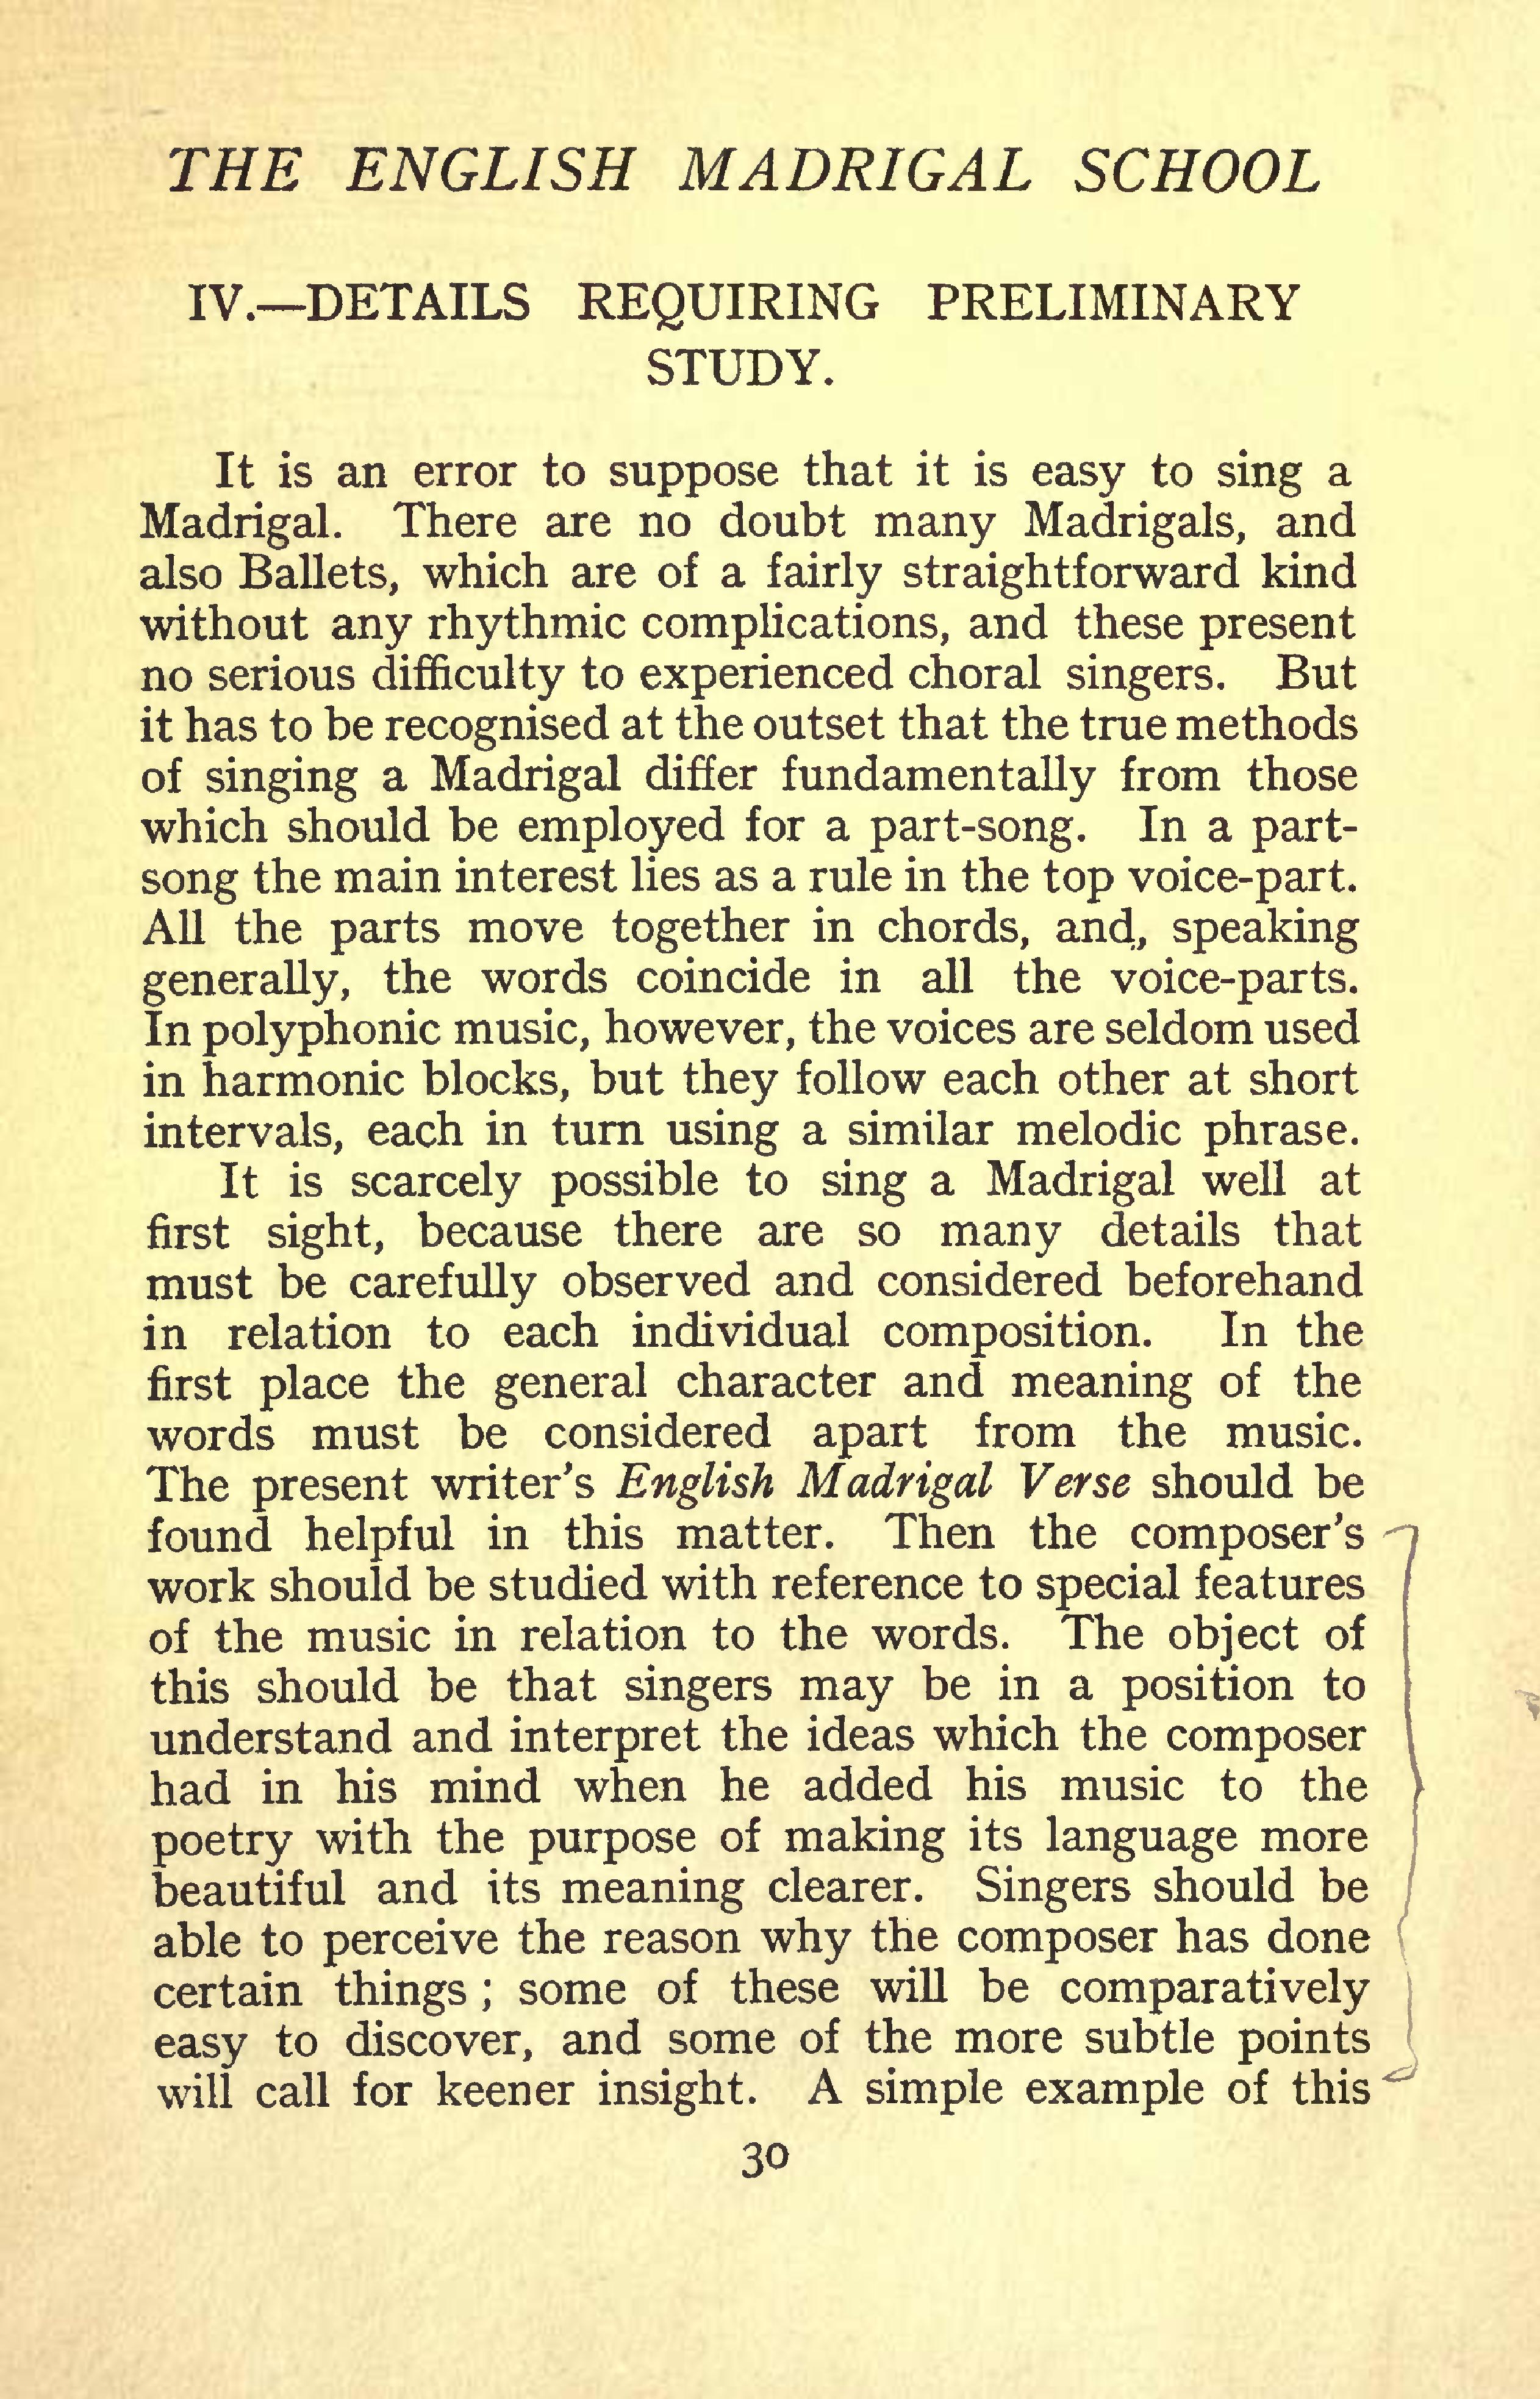 THE ENGLISH MADRIGAL SCHOOL
IV.—DETAILS REQUIRING PRELIMINARY
STUDY.
It is an error to suppose that it is easy to sing a
Madrigal. There are no doubt many Madrigals, and
also Ballets, which are of a fairly straightforward kind
without any rhythmic complications, and these present
no serious difficulty to experienced choral singers. But
it has to be recognised at the outset that the true methods
of singing a Madrigal differ fundamentally from those
which should be employed for a part-song. In a part-
song the main interest lies as a rule in the top voice-part.
All the parts move together in chords, and, speaking
generally, the words coincide in all the voice-parts.
In polyphonic music, however, the voices are seldom used
in harmonic blocks, but they follow each other at short
intervals, each in turn using a similar melodic phrase.
It is scarcely possible to sing a Madrigal well at
first sight, because there are so many details that
must be carefully observed and considered beforehand
in relation to each individual composition. In the
first place the general character and meaning of the
words must be considered apart from the music.
The present writer's English Madrigal Verse should be
found helpful in this matter. Then the composer's
work should be studied with reference to special features
of the music in relation to the words. The object of
this should be that singers may be in a position to
understand and interpret the ideas which the composer
had in his mind when he added his music to the
poetry with the purpose of making its language more
beautiful and its meaning clearer. Singers should be
able to perceive the reason why the composer has done
certain things ; some of these will be comparatively
easy to discover, and some of the more subtle points
will call for keener insight. A simple example of this
30